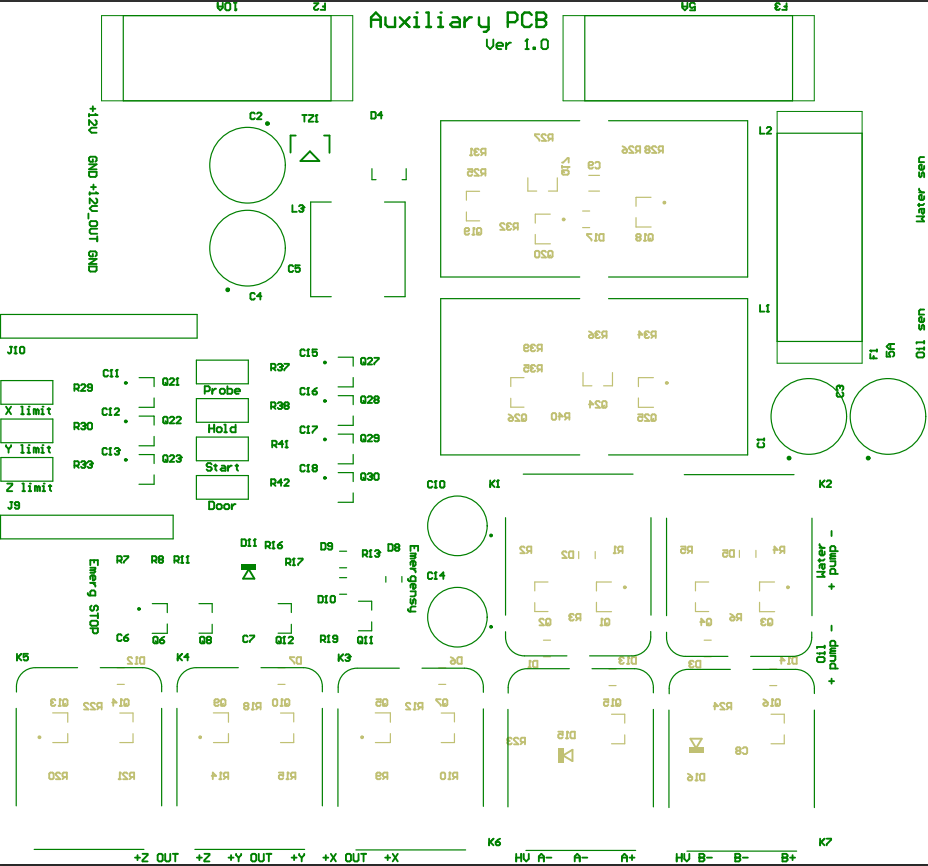 10A
F2
Auxiliary PCB
5A
F3
Ver 1.0
+12V GND +12V_OUT GND
C2
TZ1
D4
L2
R27
R31
R25
Q17
C9
R26
R28
Water sen
L3
Q19
R32
Q20
D17
Q18
C5
C4
L1
Oil sen
J10
C15
Q27
R39
R36
R34
F1
5A
C11
Q21
R29
R37
R35
X limit
Probe
C16
Q28
Q26
R40
Q24
Q25
C3
C12
Q22
R30
R38
Hold
Y limit
C17
Q29
C1
C13
Q23
R33
R41
Start
Z limit
C18
Q30
R42
Door
J9
C10
K1
K2
R7
R8
R11
D11
R16
R17
D9
R13
D8
D10
Emerg STOP
Emergensy
C14
R2
D2
R1
R5
D5
R4
Water
+ pump -
C6
Q6
Q8
C7
Q12
R19
Q11
Q2
R3
Q1
Q4
R6
Q3
Oil
+ pump -
K5
D12
K4
D7
K3
D6
D1
D13
D3
D14
Q13
R22
Q14
Q9
R18
Q10
Q5
R12
Q7
Q15
R24
Q16
R23
D15
C8
R20
R21
R14
R15
R9
R10
D16
K6
K7
+Z OUT +Z
+Y OUT +Y
+X OUT +X
HV A- A- A+
HV B- B- B+